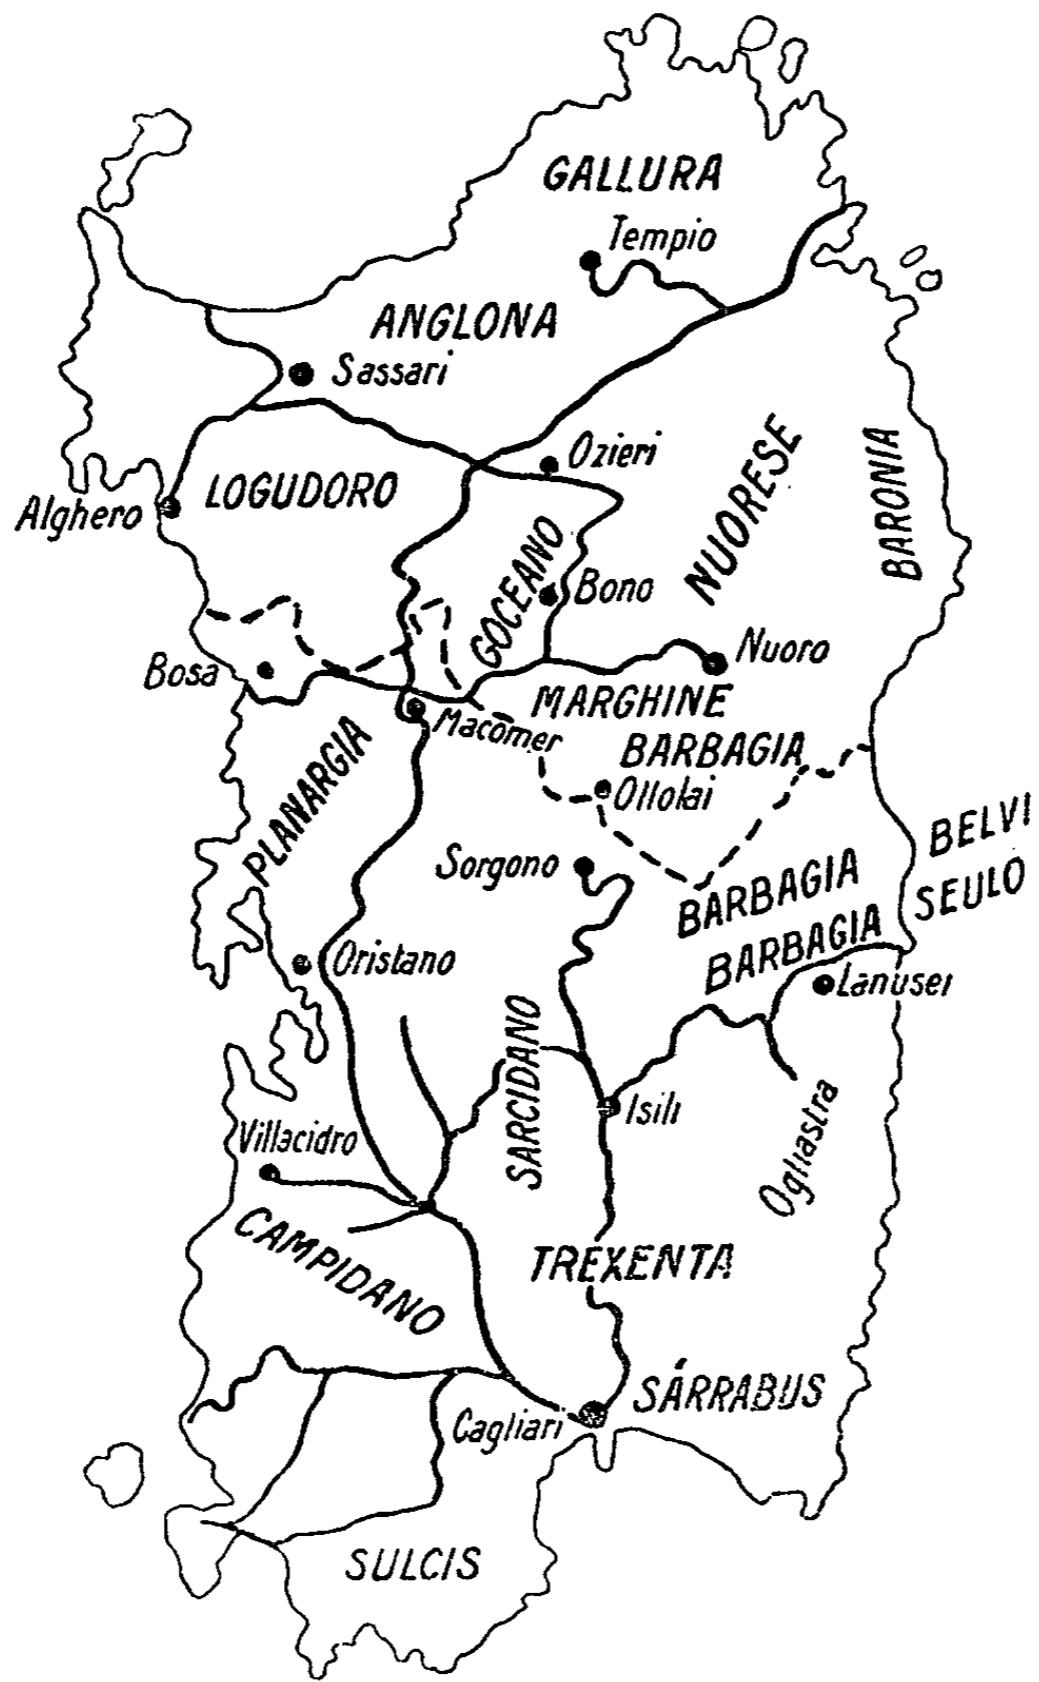 GALLURA
Tempio
ANGLONA
Sassari
Ozieri
NUORESE
BARONIA
LOGUDORO
Alghero
GOCEANO
Bono
Nuoro
Bosa
MARGHINE
Macomer
BARBAGIA
Ollolai
PLANARGIA
BELVI
Sorgono
BARBAGIA
SEULO
BARBAGIA
Oristano
Lanusei
SARCIDANO
Isili
Ogliastra
Villacidro
CAMPIDANO
TREXENTA
SÁRRABUS
Cagliari
SULCIS